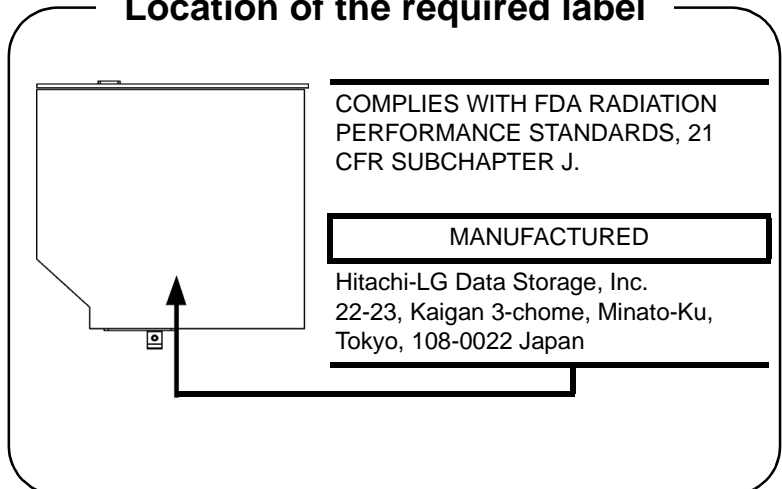 Location of the required label
COMPLIES WITH FDA RADIATION
PERFORMANCE STANDARDS, 21
CFR SUBCHAPTER J.
MANUFACTURED
Hitachi-LG Data Storage, Inc.
22-23, Kaigan 3-chome, Minato-Ku,
Tokyo, 108-0022 Japan